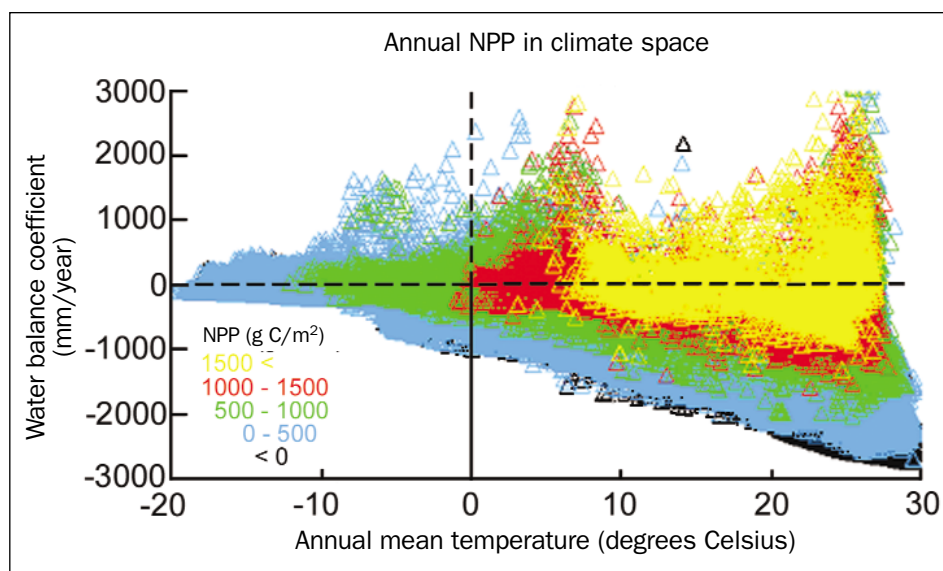 Annual NPP in climate space
Water balance coefficient
(mm/year)
3000
2000
1000
0
-1000
-2000
-3000
NPP (g C/m²)
1500 <
1000 - 1500
500 - 1000
0 - 500
< 0
-20
-10
0
10
20
30
Annual mean temperature (degrees Celsius)